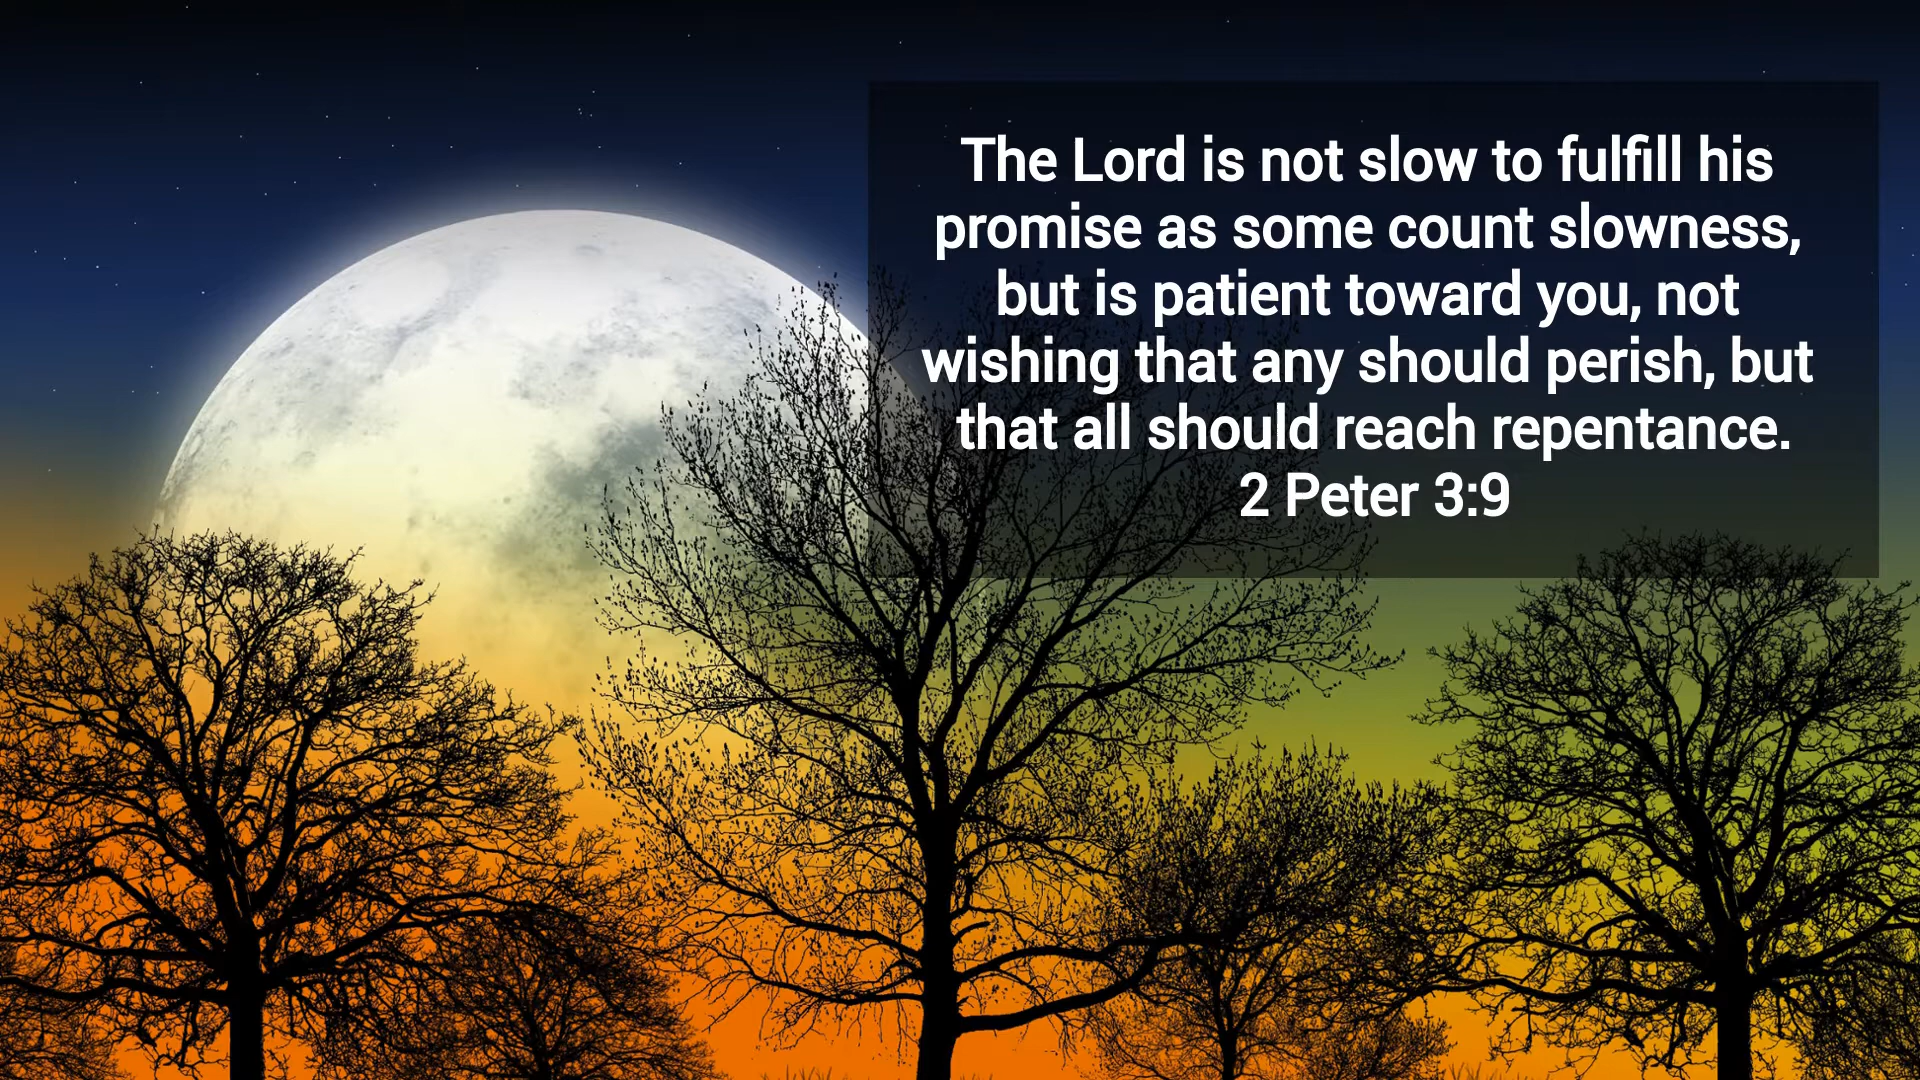 The Lord is not slow to fulfill his
promise as some count slowness,
but is patient toward you, not
wishing that any should perish, but
that all should reach repentance.
2 Peter 3:9